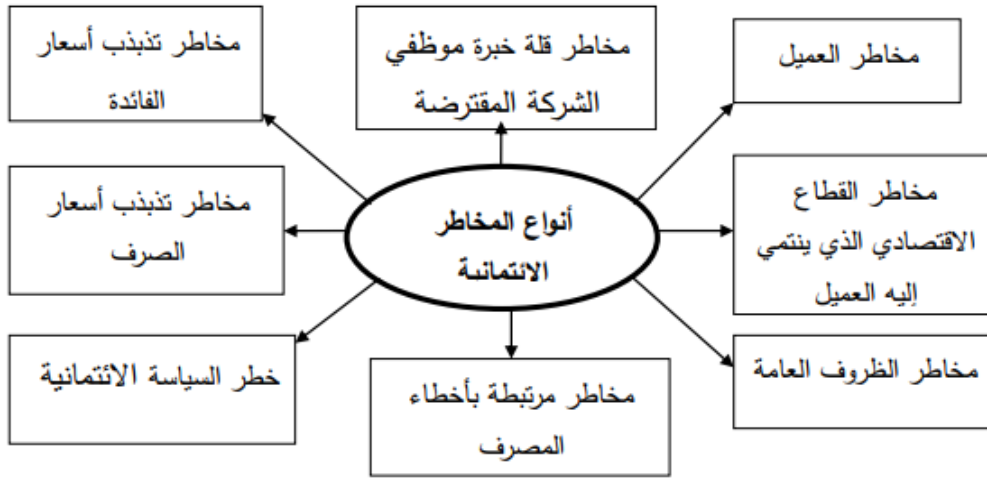 مخاطر العميل
مخاطر قلة خبرة موظفي
الشركة المقترضة
مخاطر تذبذب أسعار
الفائدة
مخاطر القطاع
الاقتصادي الذي ينتمي
إليه العميل
أنواع المخاطر
الائتمانية
مخاطر تذبذب أسعار
الصرف
مخاطر الظروف العامة
مخاطر مرتبطة بأخطاء
المصرف
خطر السياسة الائتمانية